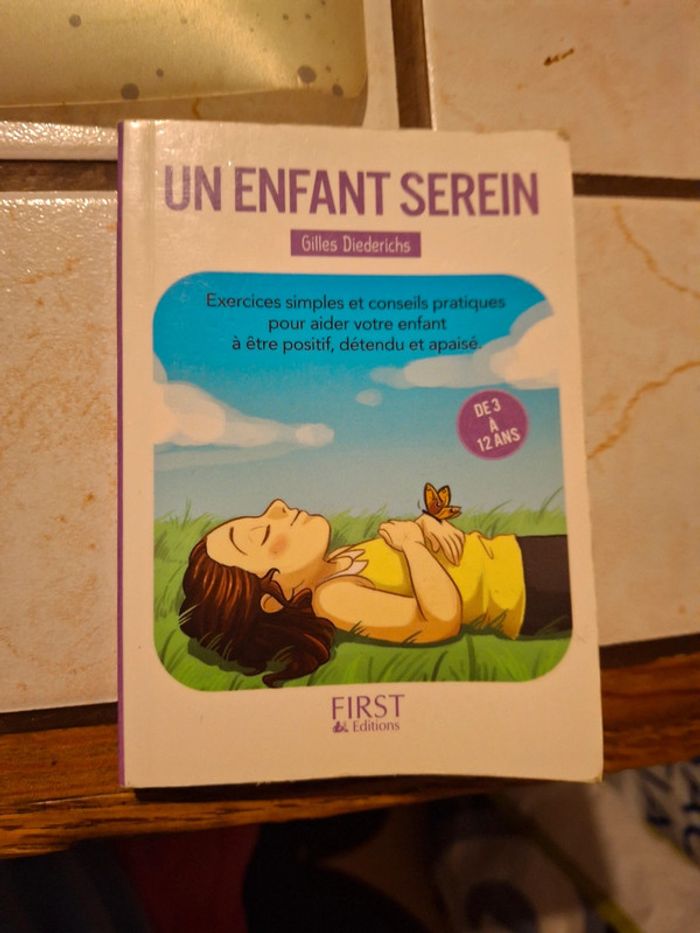 UN ENFANT SEREIN
Gilles Diederichs
Exercices simples et conseils pratiques
pour aider votre enfant
à être positif, détendu et apaisé.
DE 3
À
12 ANS
FIRST
Editions